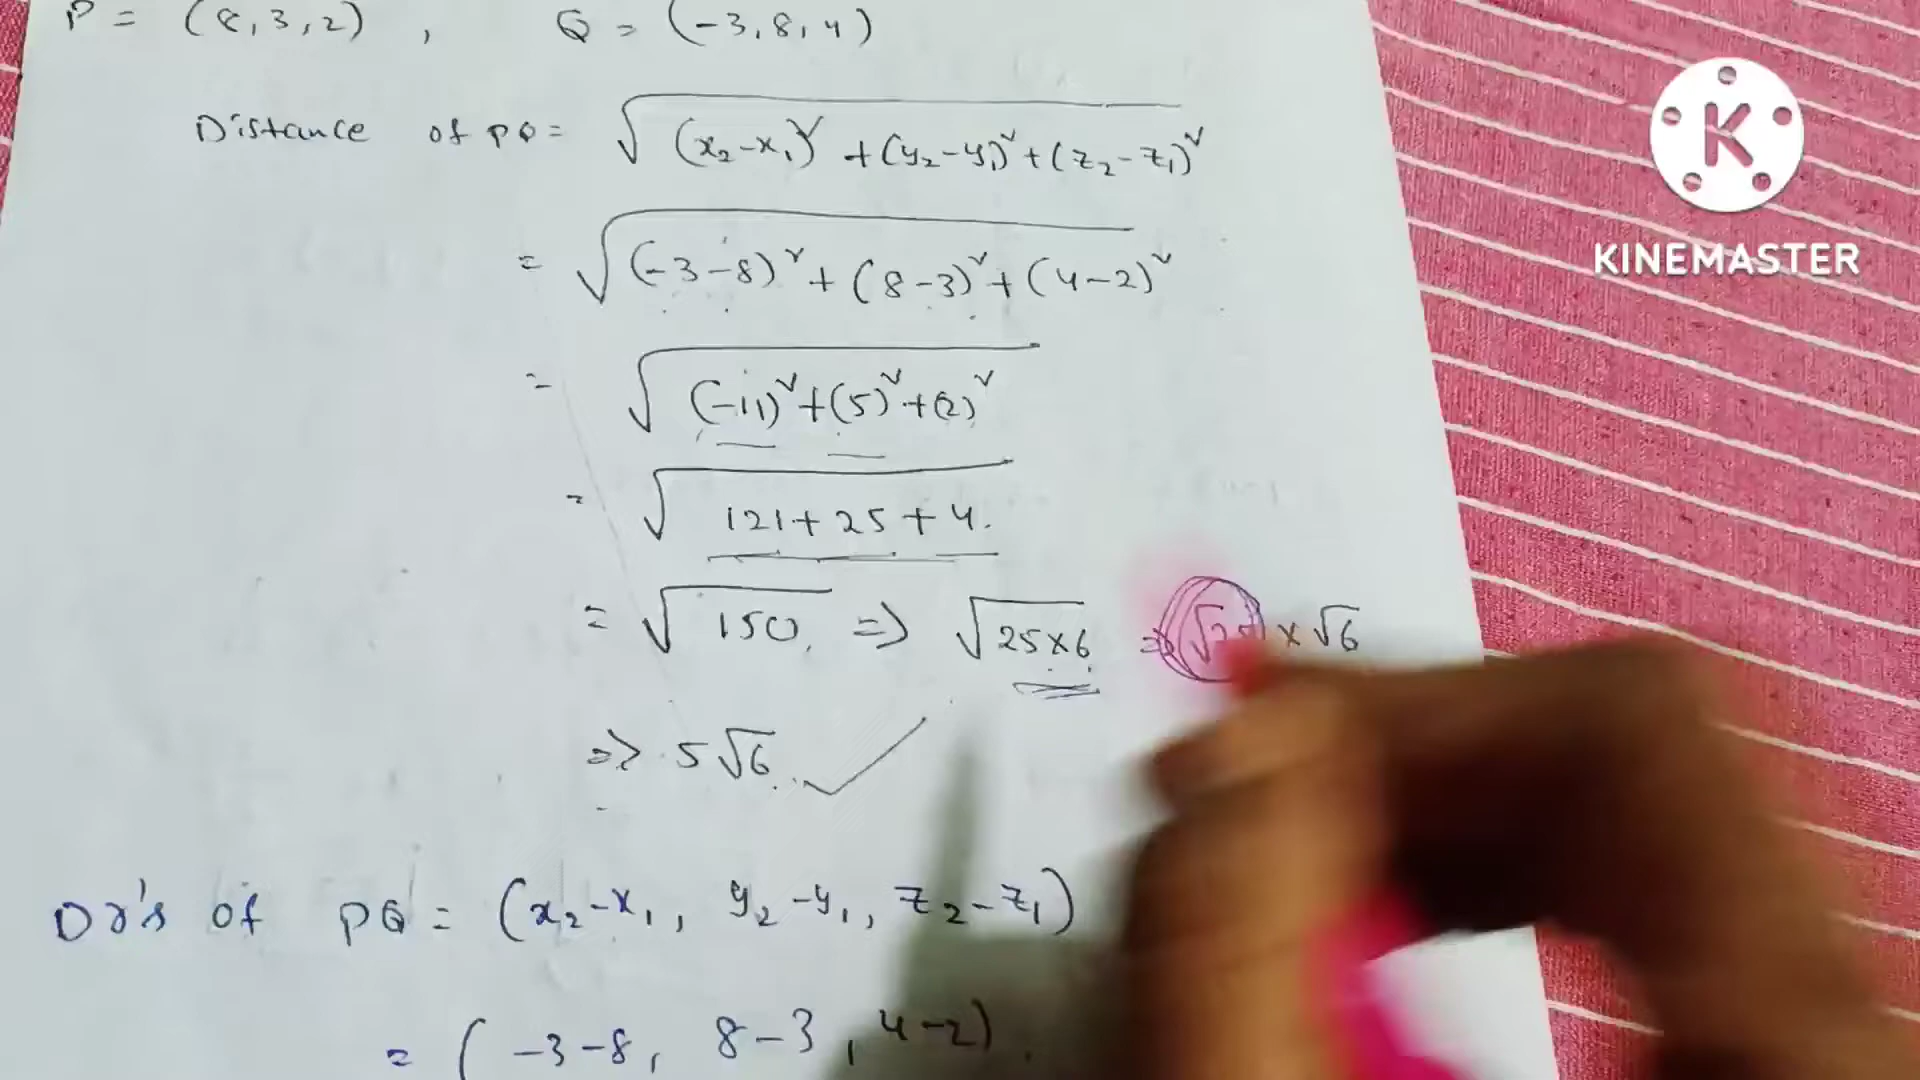 P = (8,3,2) , Q = (-3,8,4)
Distance of PQ = √(x₂-x₁)² + (y₂-y₁)² + (z₂-z₁)²
= √(-3-8)² + (8-3)² + (4-2)²
= √(-11)² + (5)² + (2)²
= √121 + 25 + 4.
= √150. => √25×6 => √25 × √6
=> 5√6.
Dr's of PQ = (x₂-x₁, y₂-y₁, z₂-z₁)
= (-3-8, 8-3, 4-2).
K
KINEMASTER